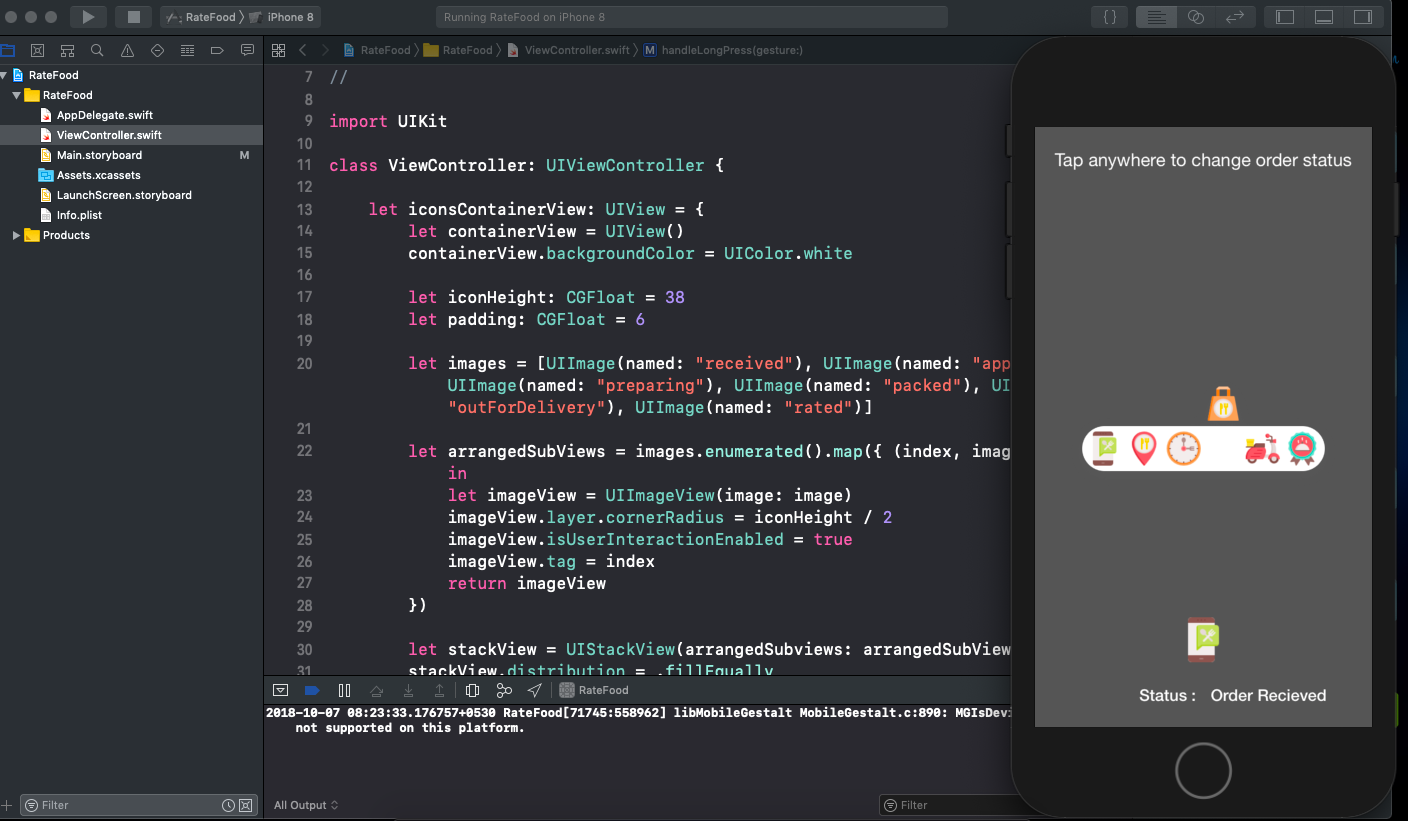 RateFood
iPhone 8
Running RateFood on iPhone 8
{ }
RateFood
RateFood
ViewController.swift
M
handleLongPress(gesture:)
RateFood
RateFood
AppDelegate.swift
ViewController.swift
Main.storyboard M
Assets.xcassets
LaunchScreen.storyboard
Info.plist
Products
7 //
8
9 import UIKit
10
11 class ViewController: UIViewController {
12
13 let iconsContainerView: UIView = {
14 let containerView = UIView()
15 containerView.backgroundColor = UIColor.white
16
17 let iconHeight: CGFloat = 38
18 let padding: CGFloat = 6
19
20 let images = [UIImage(named: "received"), UIImage(named: "app
UIImage(named: "preparing"), UIImage(named: "packed"), UI
"outForDelivery"), UIImage(named: "rated")]
21
22 let arrangedSubViews = images.enumerated().map({ (index, imag
in
23 let imageView = UIImageView(image: image)
24 imageView.layer.cornerRadius = iconHeight / 2
25 imageView.isUserInteractionEnabled = true
26 imageView.tag = index
27 return imageView
28 })
29
30 let stackView = UIStackView(arrangedSubviews: arrangedSubView
31 stackView.distribution = .fillEqually
RateFood
2018-10-07 08:23:33.176757+0530 RateFood[71745:558962] libMobileGestalt MobileGestalt.c:890: MGIsDevi
not supported on this platform.
Filter
All Output
Filter
Tap anywhere to change order status
Status : Order Recieved